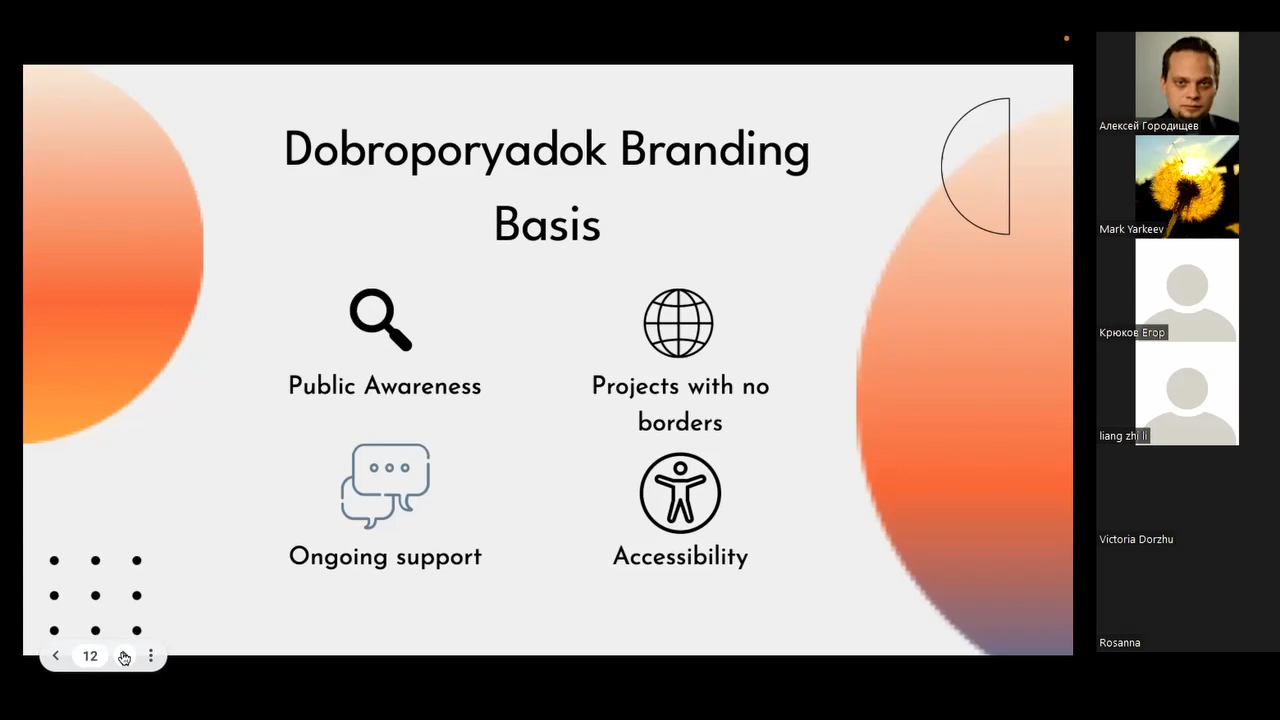 Dobroporyadok Branding
Basis
Public Awareness
Projects with no
borders
Ongoing support
Accessibility
12
Алексей Городищев
Mark Yarkeev
Крюков Егор
liang zhi li
Victoria Dorzhu
Rosanna